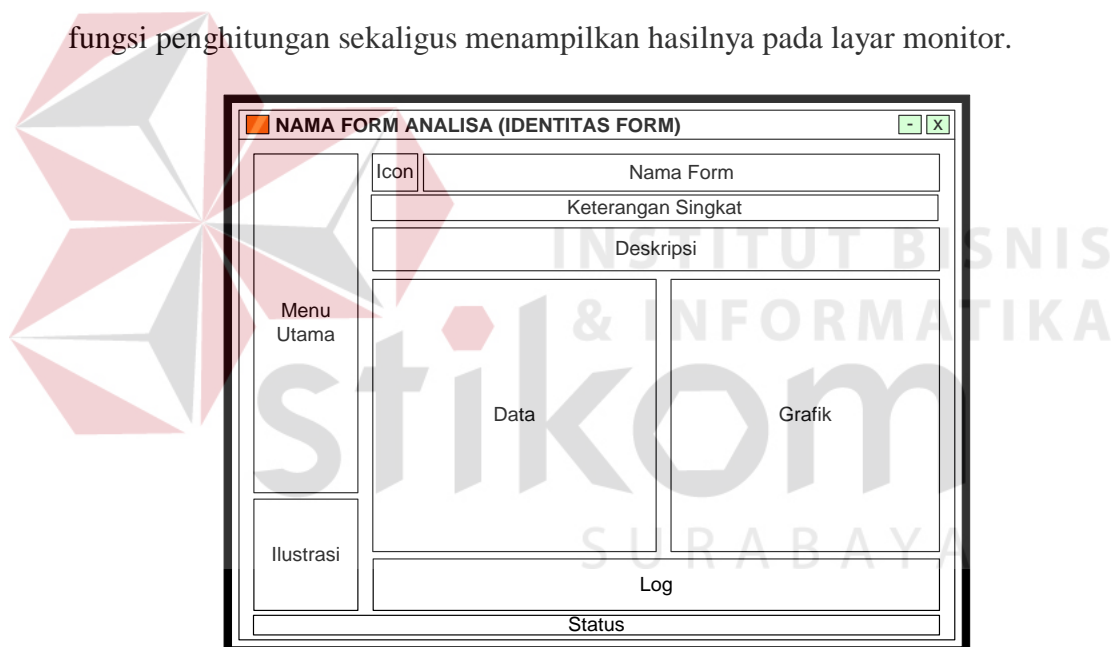 fungsi penghitungan sekaligus menampilkan hasilnya pada layar monitor.
NAMA FORM ANALISA (IDENTITAS FORM)
- X
Icon
Nama Form
Keterangan Singkat
Deskripsi
Menu
Utama
Data
Grafik
Ilustrasi
Log
Status
INSTITUT BISNIS
& INFORMATIKA
stikom
SURABAYA